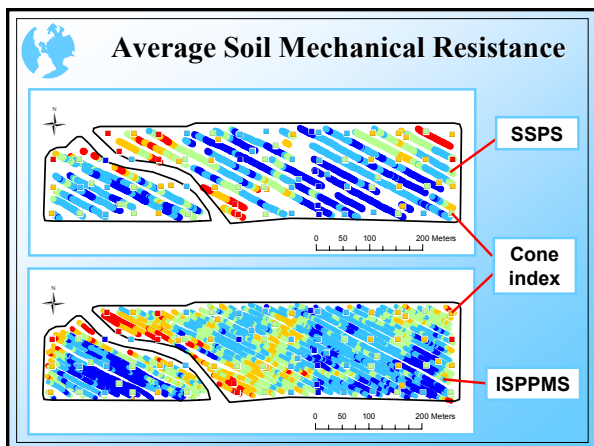 Average Soil Mechanical Resistance
N
SSPS
0 50 100 200 Meters
Cone
index
N
ISPPMS
0 50 100 200 Meters